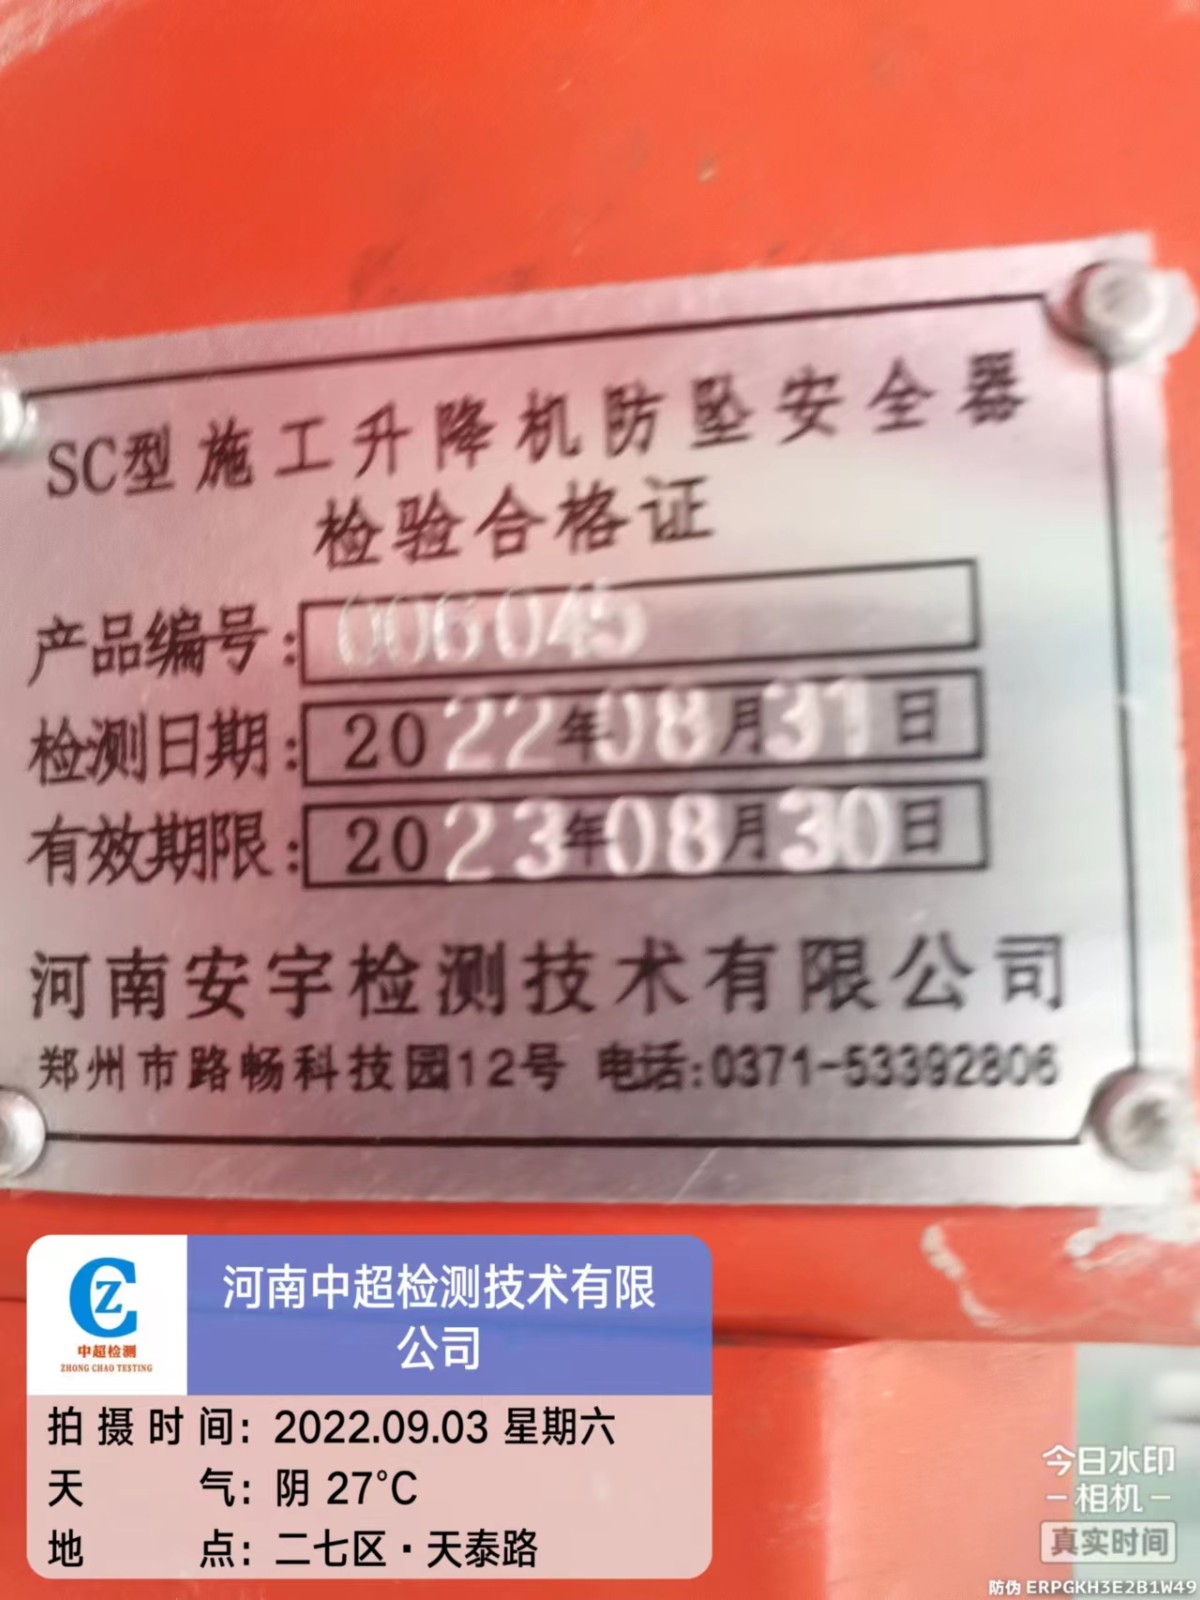 SC型施工升降机防坠安全器
检验合格证
产品编号: 006045
检测日期: 2022年08月31日
有效期限: 2023年08月30日
河南安宇检测技术有限公司
郑州市路畅科技园12号 电话:0371-53392806
CZ
中超检测
ZHONG CHAO TESTING
河南中超检测技术有限
公司
拍摄时间: 2022.09.03 星期六
天气: 阴 27°C
地点: 二七区·天泰路
今日水印
-相机-
真实时间
防伪 ERPGKH3E2B1W49